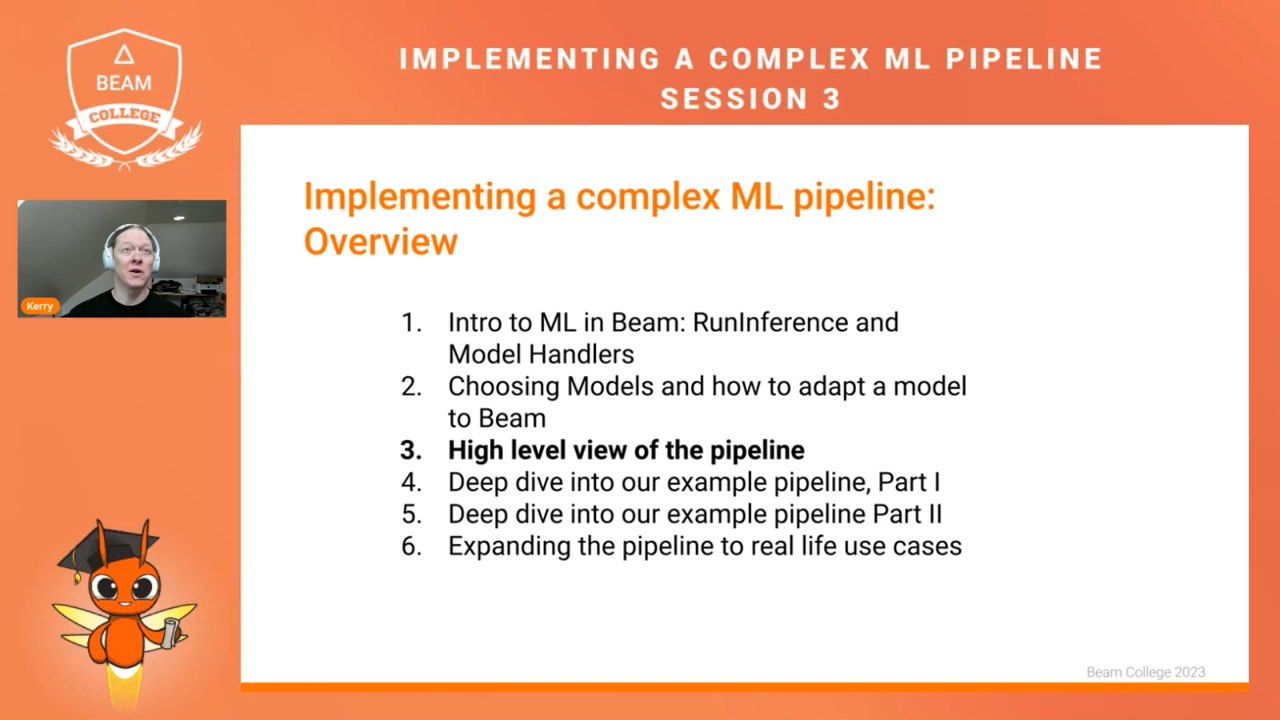 BEAM
COLLEGE
IMPLEMENTING A COMPLEX ML PIPELINE
SESSION 3
Kerry
Implementing a complex ML pipeline:
Overview
1. Intro to ML in Beam: RunInference and
Model Handlers
2. Choosing Models and how to adapt a model
to Beam
3. High level view of the pipeline
4. Deep dive into our example pipeline, Part I
5. Deep dive into our example pipeline Part II
6. Expanding the pipeline to real life use cases
Beam College 2023